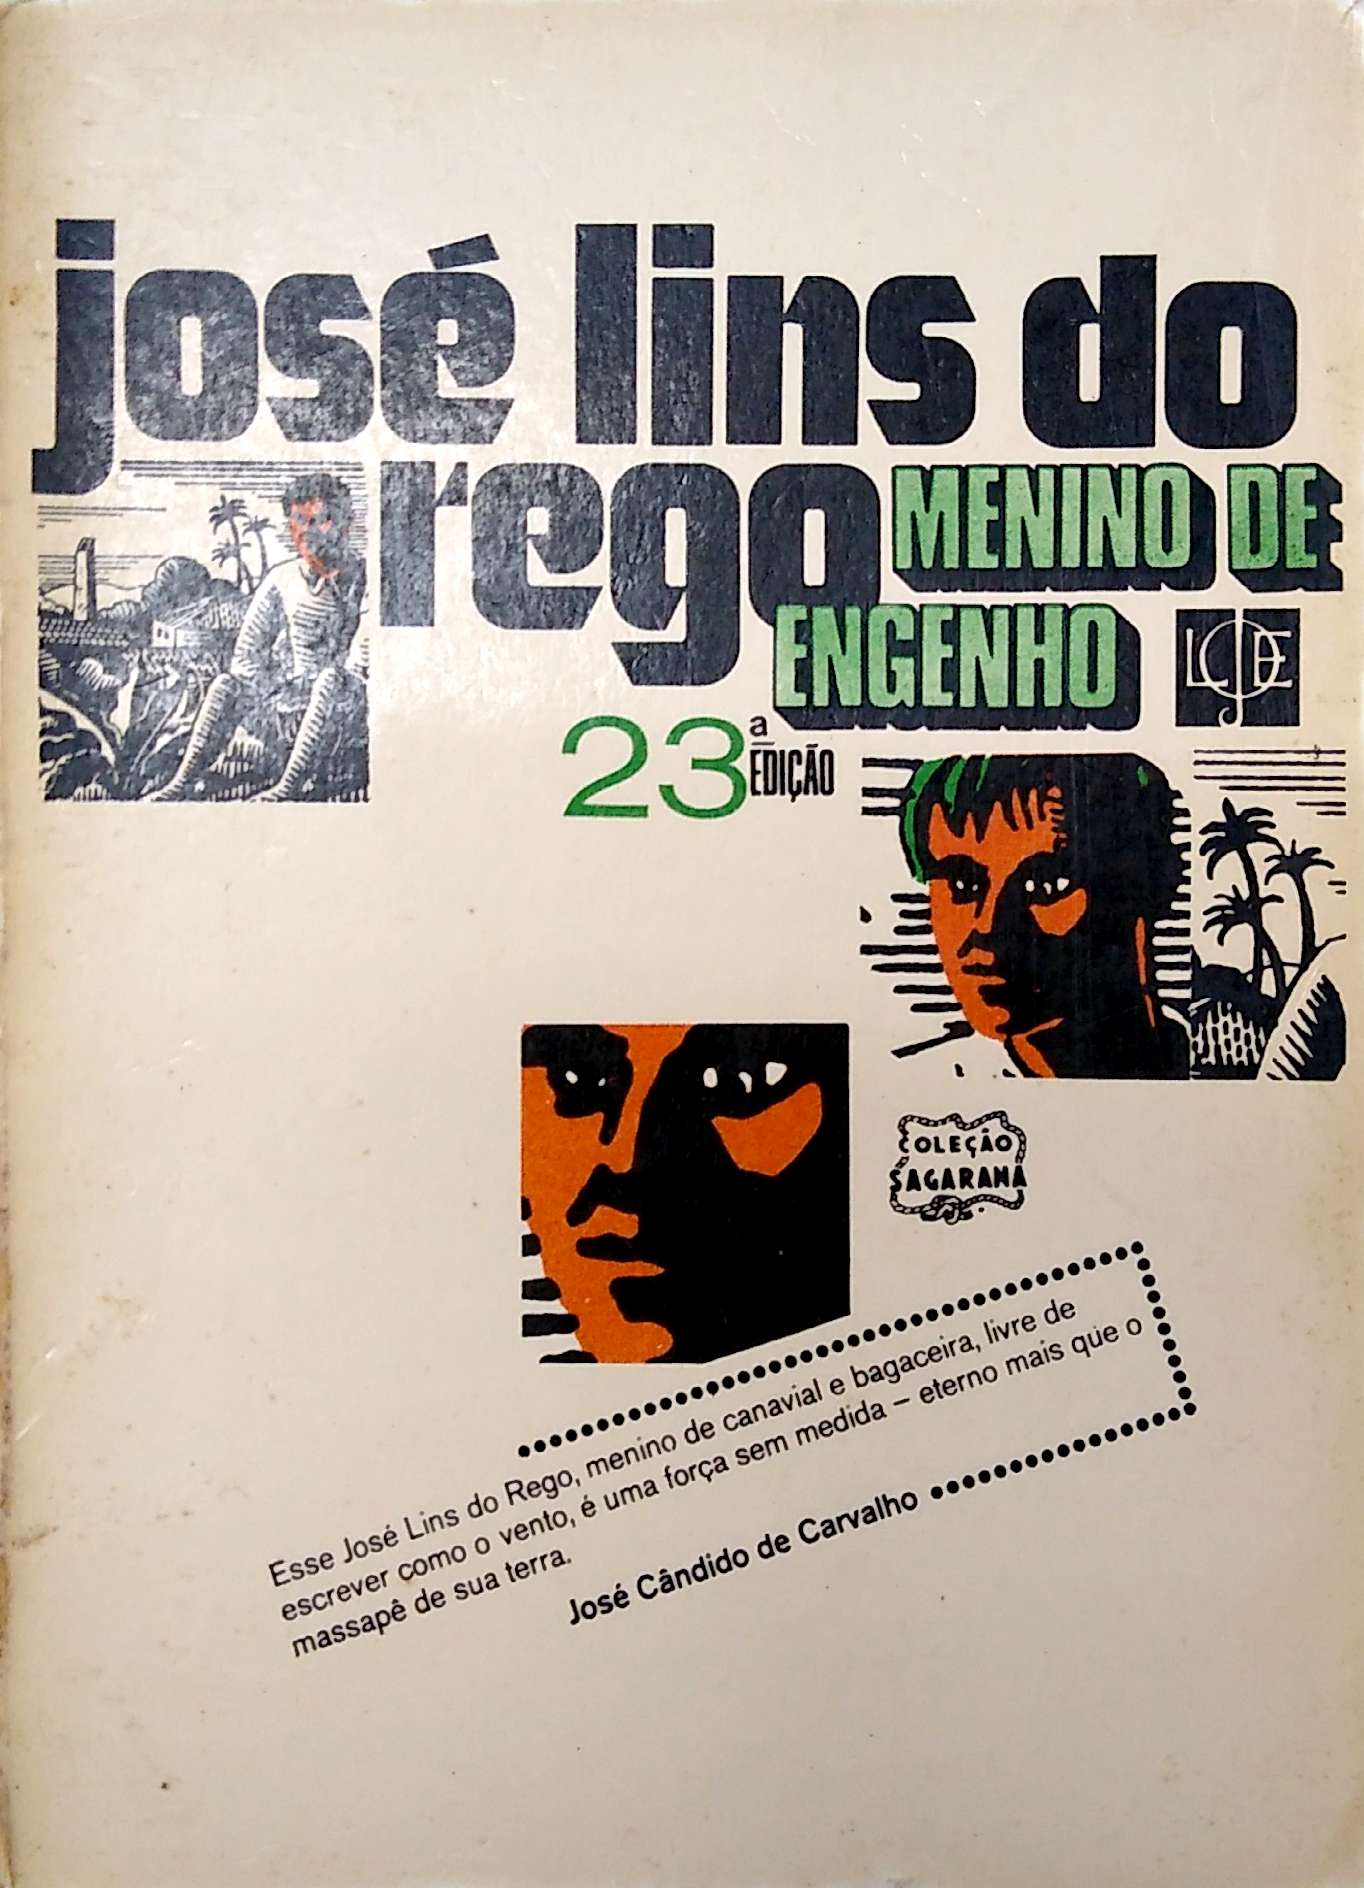 josé lins do
rego
MENINO DE
ENGENHO
LJOE
23ª EDIÇÃO
COLEÇÃO
SAGARANA
Esse José Lins do Rego, menino de canavial e bagaceira, livre de
escrever como o vento, é uma força sem medida – eterno mais que o
massapê de sua terra.
José Cândido de Carvalho